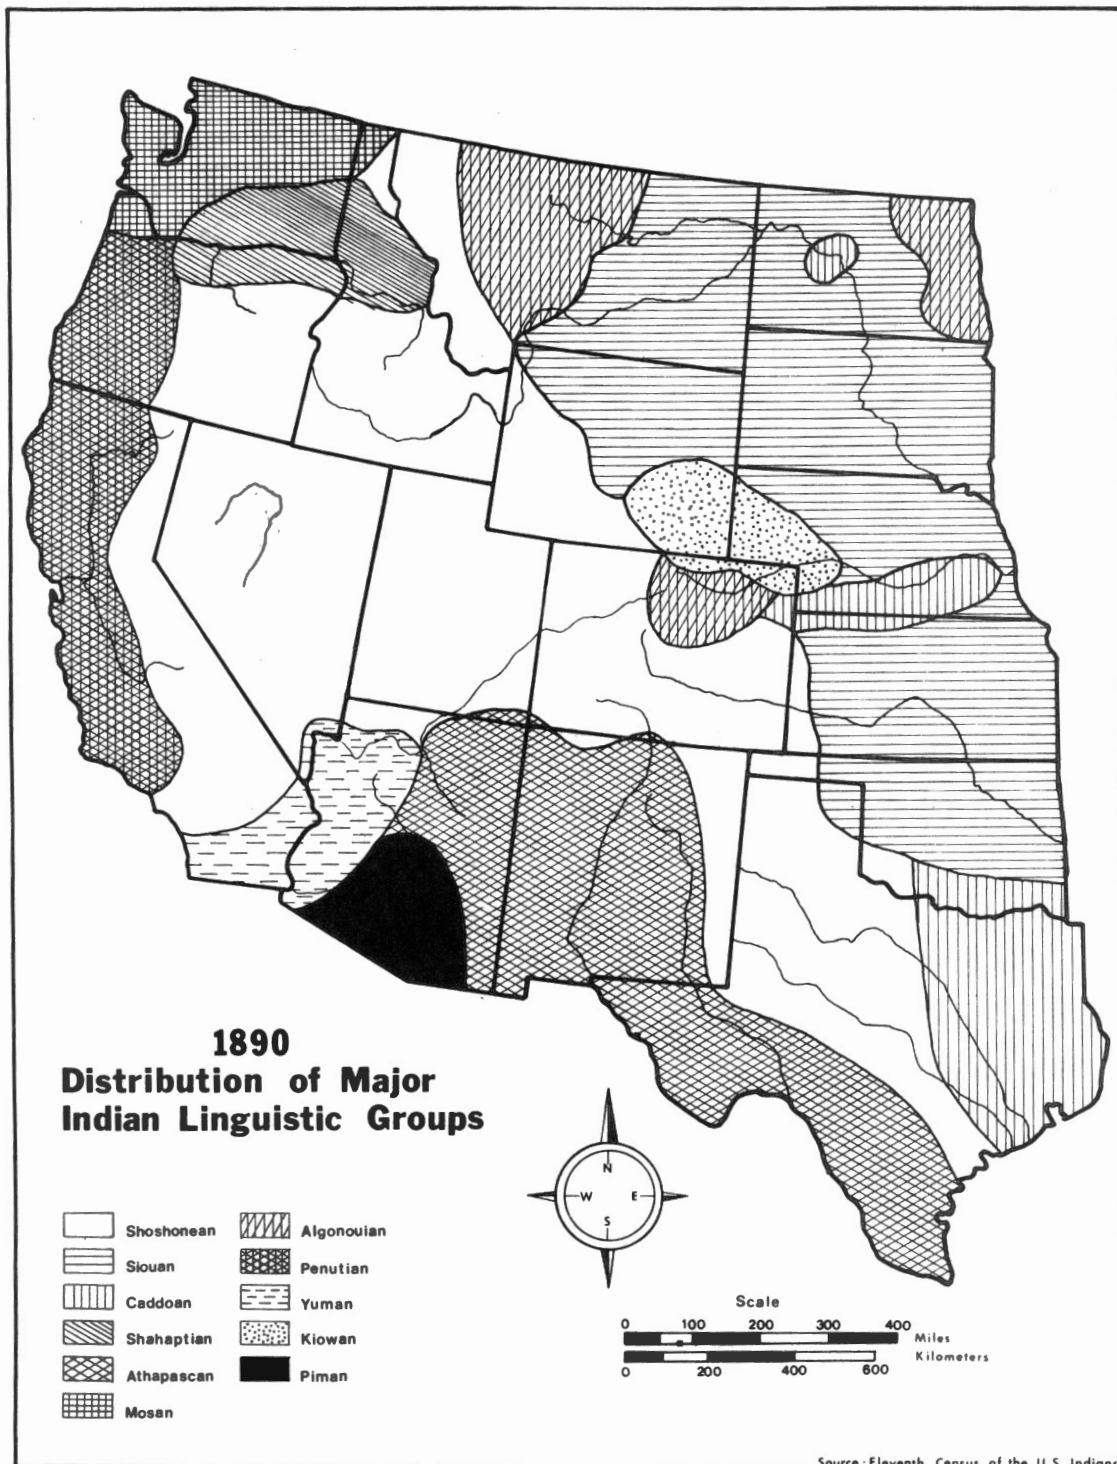 1890
Distribution of Major
Indian Linguistic Groups
N
W E
S
Shoshonean
Siouan
Caddoan
Shahaptian
Athapascan
Mosan
Algonouian
Penutian
Yuman
Kiowan
Piman
Scale
0 100 200 300 400
Miles
Kilometers
0 200 400 600
Source: Eleventh Census of the U.S. Indians